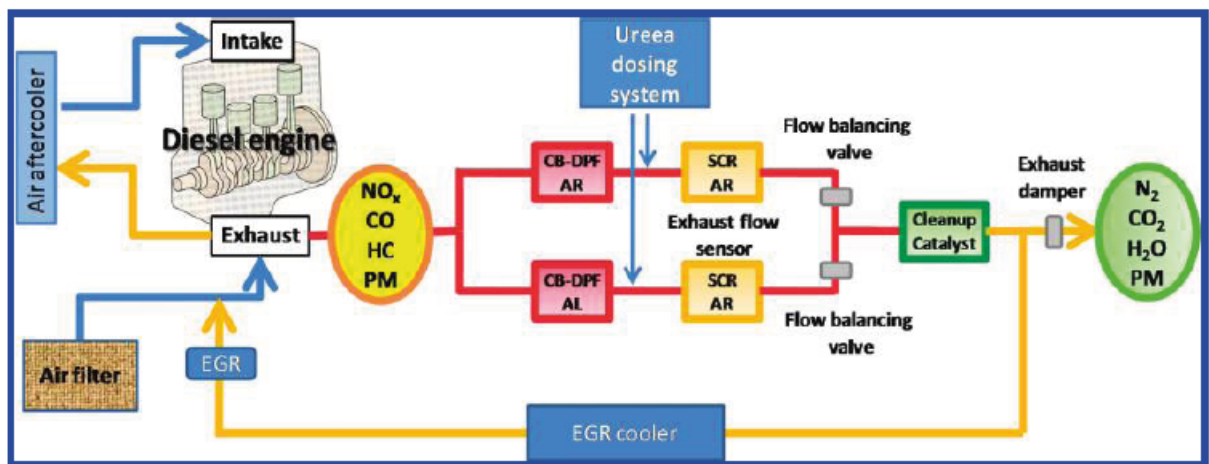 Intake
Air aftercooler
Diesel engine
Exhaust
Air filter
EGR
NOx
CO
HC
PM
Ureea
dosing
system
CB-DPF
AR
SCR
AR
Flow balancing
valve
Exhaust flow
sensor
CB-DPF
AL
SCR
AR
Flow balancing
valve
Cleanup
Catalyst
Exhaust
damper
N2
CO2
H2O
PM
EGR cooler